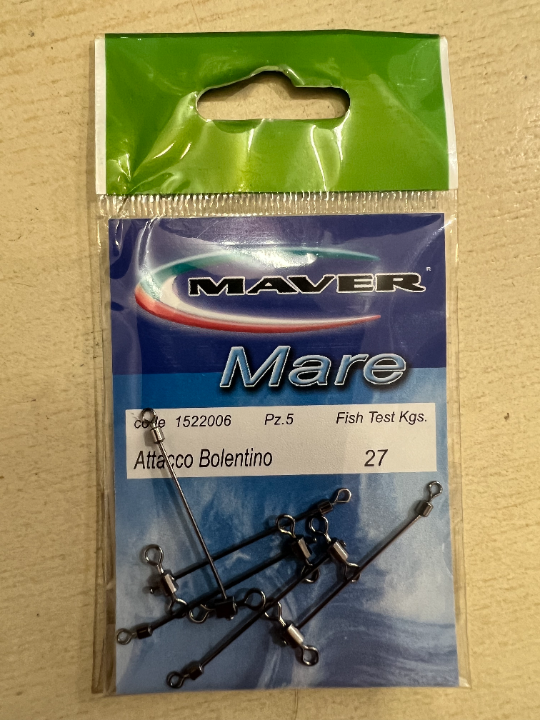 MAVER®
Mare
code 1522006 Pz.5 Fish Test Kgs.
Attacco Bolentino 27